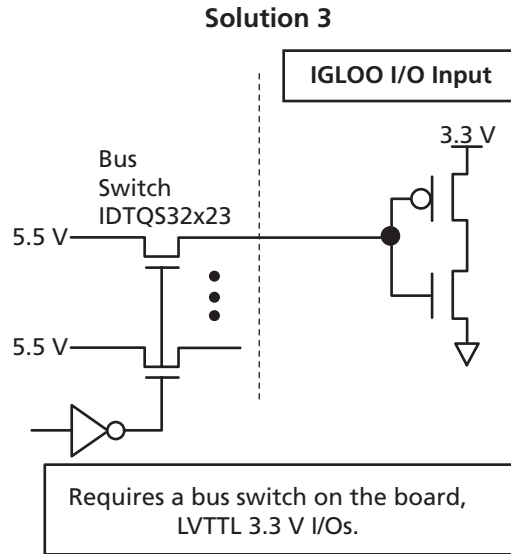 Solution 3
IGLOO I/O Input
3.3 V
Bus
Switch
IDTQS32x23
5.5 V
5.5 V
Requires a bus switch on the board,
LVTTL 3.3 V I/Os.